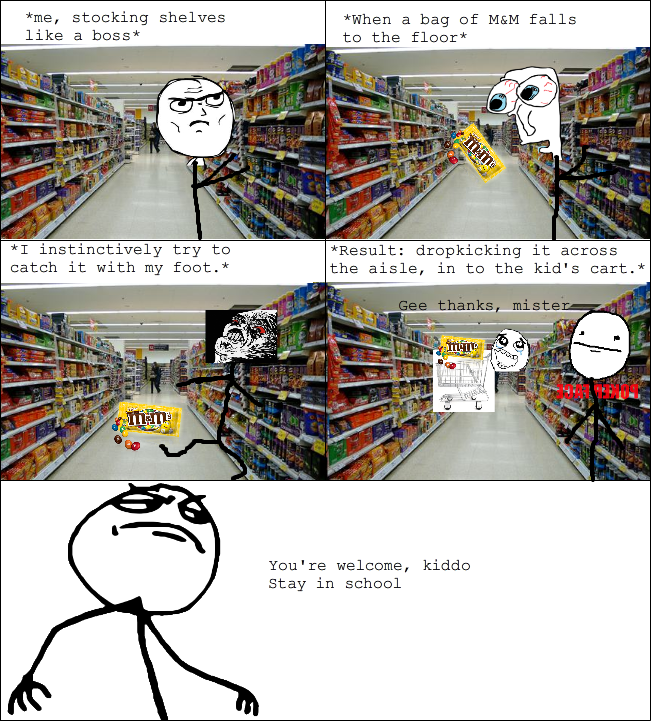 *me, stocking shelves
like a boss*
*When a bag of M&M falls
to the floor*
m&m's
*I instinctively try to
catch it with my foot.*
m&m's
*Result: dropkicking it across
the aisle, in to the kid's cart.*
Gee thanks, mister
m&m's
POKER FACE
You're welcome, kiddo
Stay in school